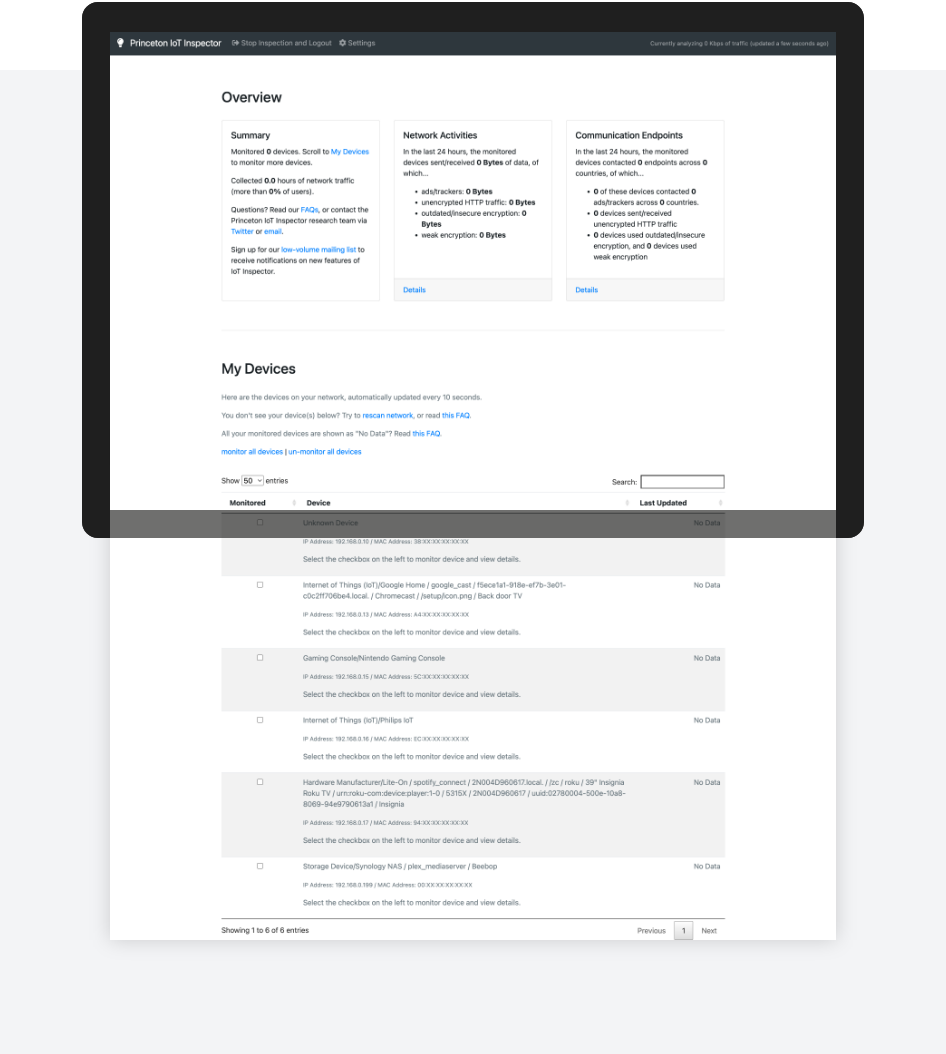 Princeton IoT Inspector Stop Inspection and Logout Settings Currently analyzing 0 Kbps of traffic (updated a few seconds ago)
Overview
Summary
Monitored 0 devices. Scroll to My Devices
to monitor more devices.
Collected 0.0 hours of network traffic
(more than 0% of users).
Questions? Read our FAQs, or contact the
Princeton IoT Inspector research team via
Twitter or email.
Sign up for our low-volume mailing list to
receive notifications on new features of
IoT Inspector.
Network Activities
In the last 24 hours, the monitored
devices sent/received 0 Bytes of data, of
which...
• ads/trackers: 0 Bytes
• unencrypted HTTP traffic: 0 Bytes
• outdated/insecure encryption: 0
Bytes
• weak encryption: 0 Bytes
Details
Communication Endpoints
In the last 24 hours, the monitored
devices contacted 0 endpoints across 0
countries, of which...
• 0 of these devices contacted 0
ads/trackers across 0 countries.
• 0 devices sent/received
unencrypted HTTP traffic
• 0 devices used outdated/insecure
encryption, and 0 devices used
weak encryption
Details
My Devices
Here are the devices on your network, automatically updated every 10 seconds.
You don't see your device(s) below? Try to rescan network, or read this FAQ.
All your monitored devices are shown as "No Data"? Read this FAQ.
monitor all devices | un-monitor all devices
Show 50 entries Search:
Monitored Device Last Updated
Unknown Device No Data
IP Address: 192.168.0.10 / MAC Address: 38:XX:XX:XX:XX:XX
Select the checkbox on the left to monitor device and view details.
Internet of Things (IoT)/Google Home / google_cast / f5ece1a1-918e-ef7b-3e01- No Data
c0c2ff706be4.local. / Chromecast / /setup/icon.png / Back door TV
IP Address: 192.168.0.13 / MAC Address: A4:XX:XX:XX:XX:XX
Select the checkbox on the left to monitor device and view details.
Gaming Console/Nintendo Gaming Console No Data
IP Address: 192.168.0.15 / MAC Address: 5C:XX:XX:XX:XX:XX
Select the checkbox on the left to monitor device and view details.
Internet of Things (IoT)/Philips IoT No Data
IP Address: 192.168.0.16 / MAC Address: EC:XX:XX:XX:XX:XX
Select the checkbox on the left to monitor device and view details.
Hardware Manufacturer/Lite-On / spotify_connect / 2N004D960617.local. / /zc / roku / 39" Insignia No Data
Roku TV / urn:roku-com:device:player:1-0 / 5315X / 2N004D960617 / uuid:02780004-500e-10a8-
8069-94e9790613a1 / Insignia
IP Address: 192.168.0.17 / MAC Address: 94:XX:XX:XX:XX:XX
Select the checkbox on the left to monitor device and view details.
Storage Device/Synology NAS / plex_mediaserver / Beebop No Data
IP Address: 192.168.0.199 / MAC Address: 00:XX:XX:XX:XX:XX
Select the checkbox on the left to monitor device and view details.
Showing 1 to 6 of 6 entries Previous 1 Next